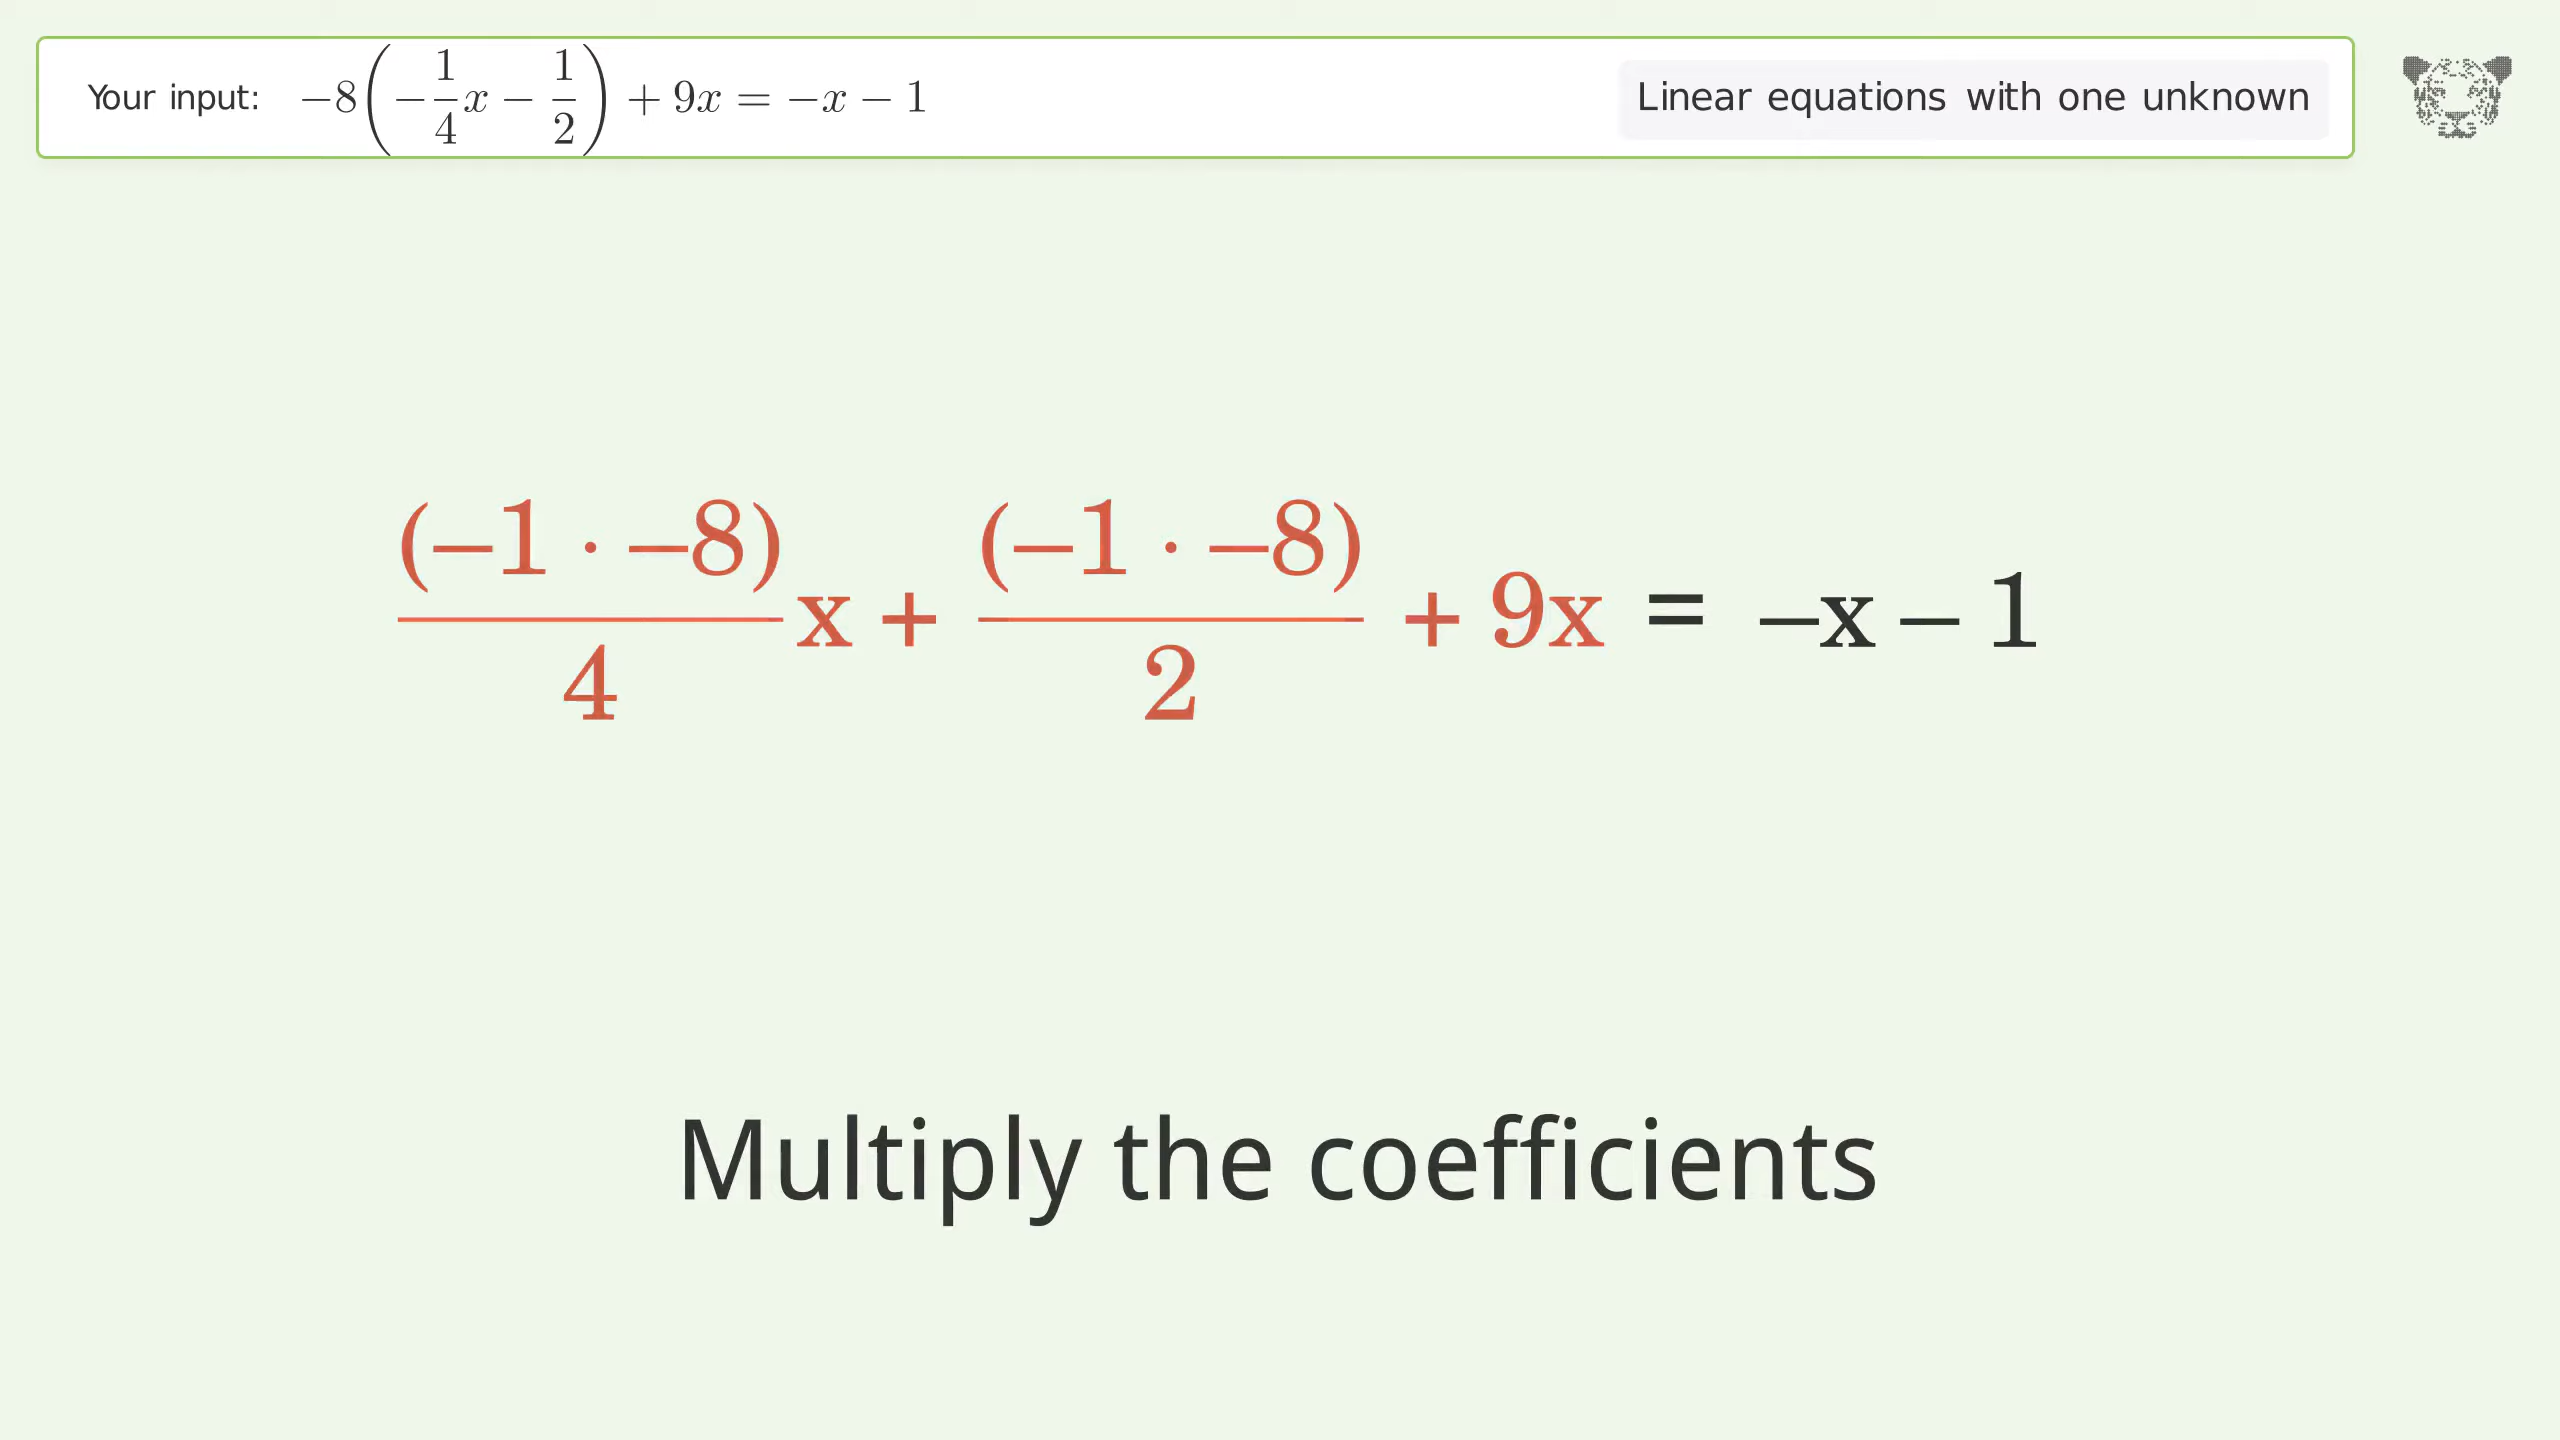 Your input: −8(−1/4x − 1/2) + 9x = −x − 1
Linear equations with one unknown
(−1 · −8)/4 x + (−1 · −8)/2 + 9x = −x − 1
Multiply the coefficients